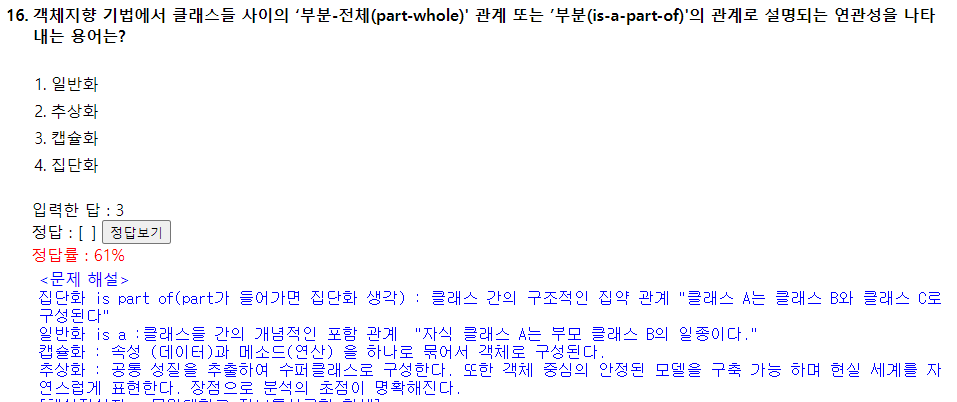 16. 객체지향 기법에서 클래스들 사이의 ‘부분-전체(part-whole)' 관계 또는 ’부분(is-a-part-of)'의 관계로 설명되는 연관성을 나타
내는 용어는?
1. 일반화
2. 추상화
3. 캡슐화
4. 집단화
입력한 답 : 3
정답 : [ ] 정답보기
정답률 : 61%
<문제 해설>
집단화 is part of(part가 들어가면 집단화 생각) : 클래스 간의 구조적인 집약 관계 "클래스 A는 클래스 B와 클래스 C로
구성된다"
일반화 is a :클래스들 간의 개념적인 포함 관계 "자식 클래스 A는 부모 클래스 B의 일종이다."
캡슐화 : 속성 (데이터)과 메소드(연산) 을 하나로 묶어서 객체로 구성된다.
추상화 : 공통 성질을 추출하여 수퍼클래스로 구성한다. 또한 객체 중심의 안정된 모델을 구축 가능 하며 현실 세계를 자
연스럽게 표현한다. 장점으로 분석의 초점이 명확해진다.